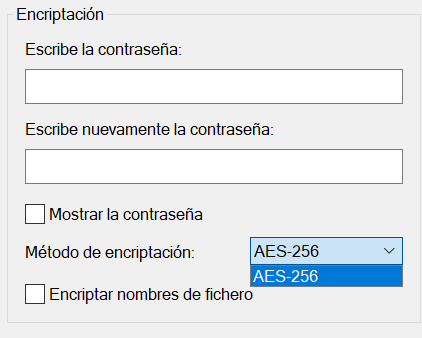 Encriptación
Escribe la contraseña:
Escribe nuevamente la contraseña:
Mostrar la contraseña
Método de encriptación: AES-256
AES-256
Encriptar nombres de fichero